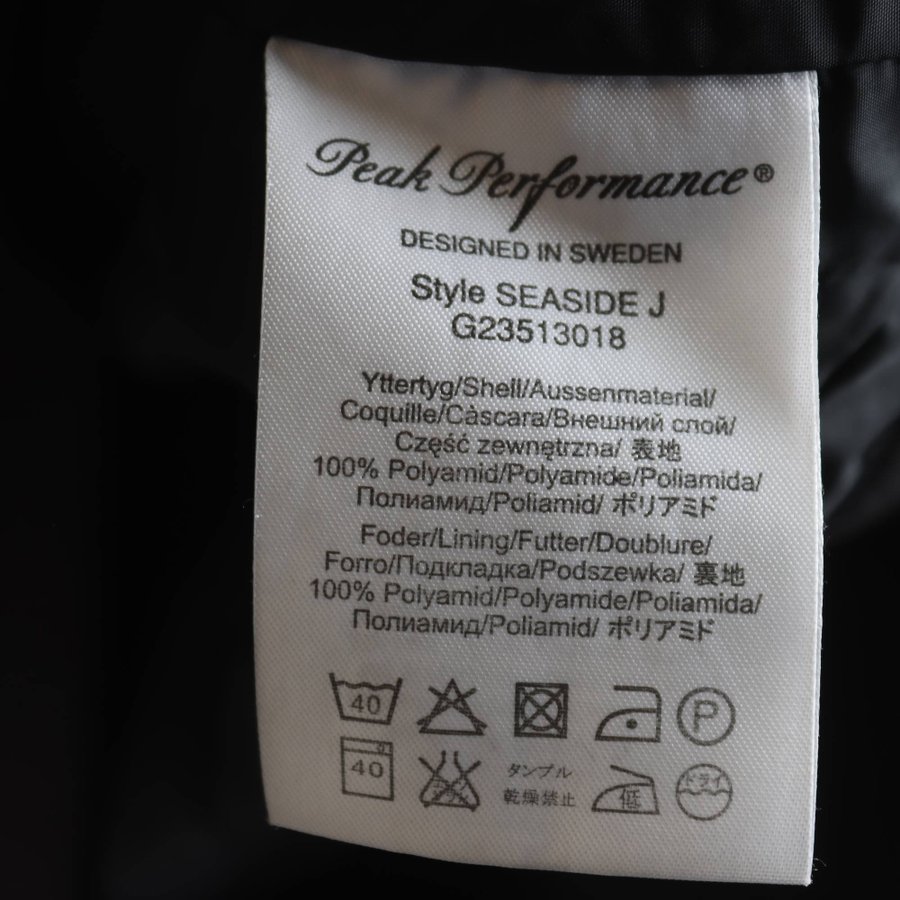 Peak Performance®
DESIGNED IN SWEDEN
Style SEASIDE J
G23513018
Yttertyg/Shell/Aussenmaterial/
Coquille/Càscara/Внешний слой/
Część zewnętrzna/ 表地
100% Polyamid/Polyamide/Poliamida/
Полиамид/Poliamid/ ポリアミド
Foder/Lining/Futter/Doublure/
Forro/Подкладка/Podszewka/ 裏地
100% Polyamid/Polyamide/Poliamida/
Полиамид/Poliamid/ ポリアミド
40 P
40 タンブル 低 ドライ
乾燥禁止